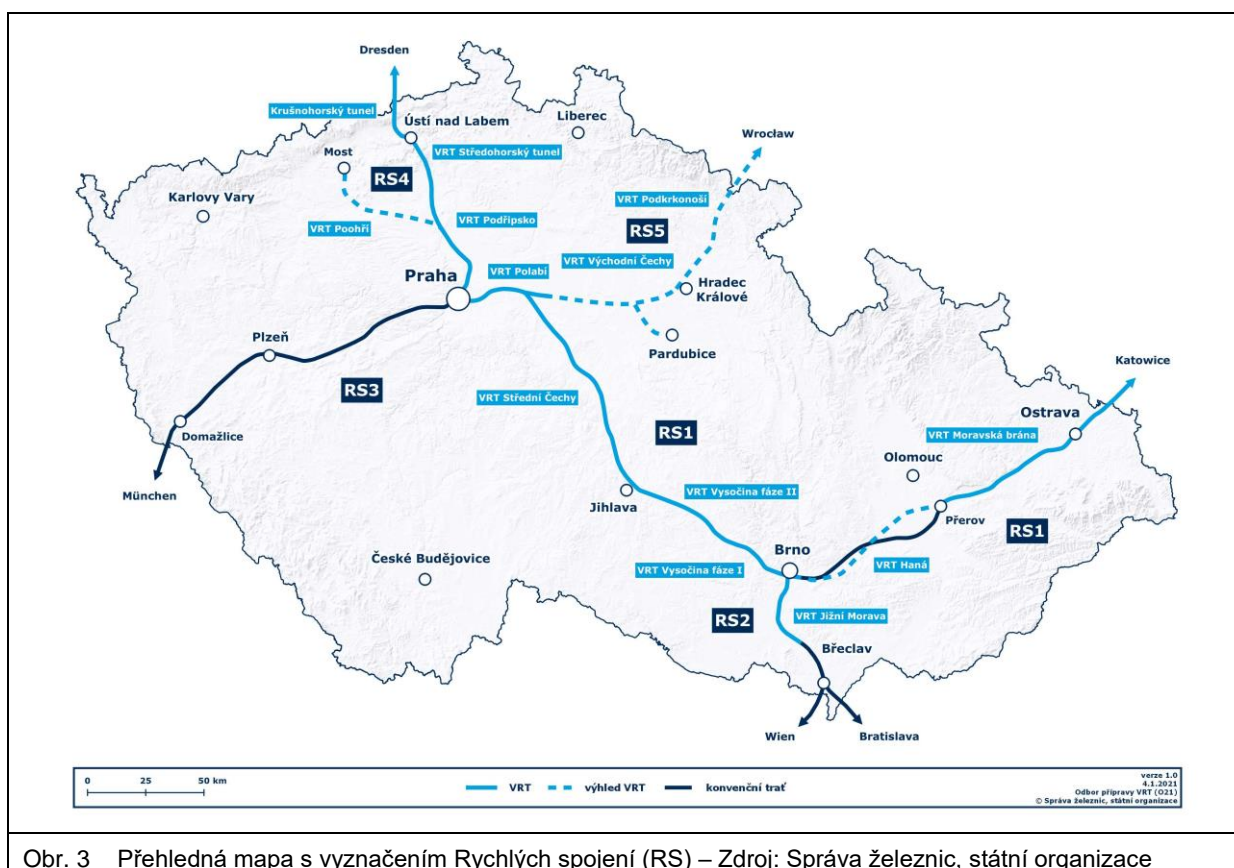 Dresden
Krušnohorský tunel
Ústí nad Labem
Liberec
Wrocław
Most
VRT Středohorský tunel
RS4
Karlovy Vary
VRT Podkrkonoší
VRT Poohří
VRT Podřipsko
RS5
Praha
VRT Polabí
VRT Východní Čechy
Hradec
Králové
Plzeň
Pardubice
Katowice
RS3
VRT Střední Čechy
Ostrava
RS1
VRT Moravská brána
Domažlice
Olomouc
München
Jihlava
VRT Vysočina fáze II
Přerov
RS1
Brno
České Budějovice
VRT Vysočina fáze I
VRT Haná
RS2
VRT Jižní Morava
Břeclav
Wien
Bratislava
0 25 50 km
VRT výhled VRT konvenční trať
verze 1.0
4.1.2021
Odbor přípravy VRT (O21)
© Správa železnic, státní organizace
Obr. 3 Přehledná mapa s vyznačením Rychlých spojení (RS) – Zdroj: Správa železnic, státní organizace